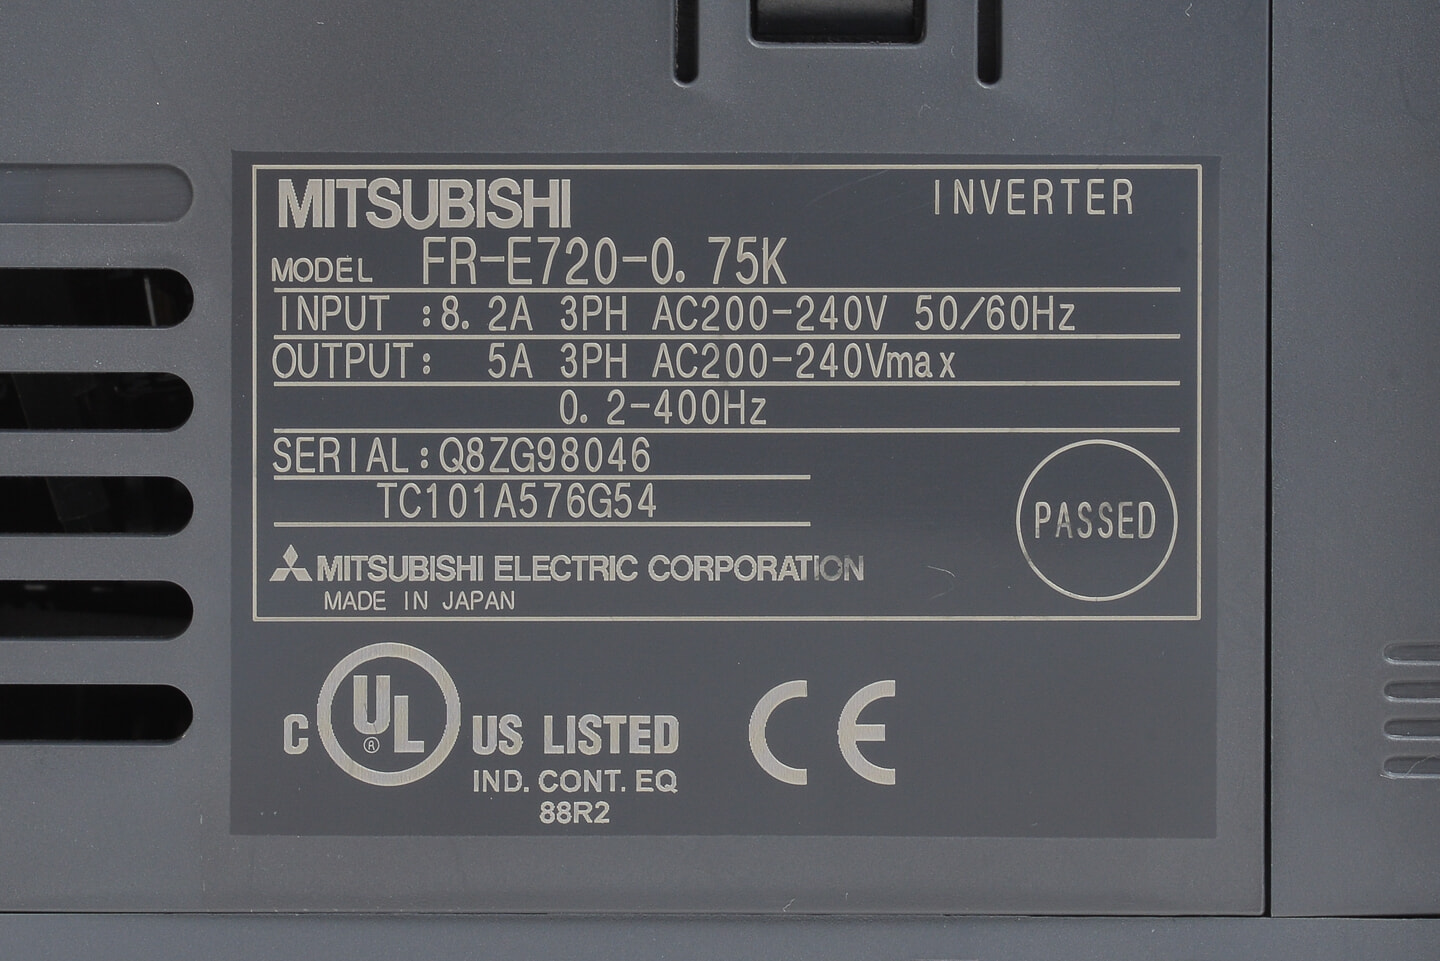 MITSUBISHI INVERTER
MODEL FR-E720-0.75K
INPUT :8.2A 3PH AC200-240V 50/60Hz
OUTPUT: 5A 3PH AC200-240Vmax
0.2-400Hz
SERIAL:Q8ZG98046
TC101A576G54
PASSED
MITSUBISHI ELECTRIC CORPORATION
MADE IN JAPAN
C UL ® US LISTED CE
IND. CONT. EQ
88R2